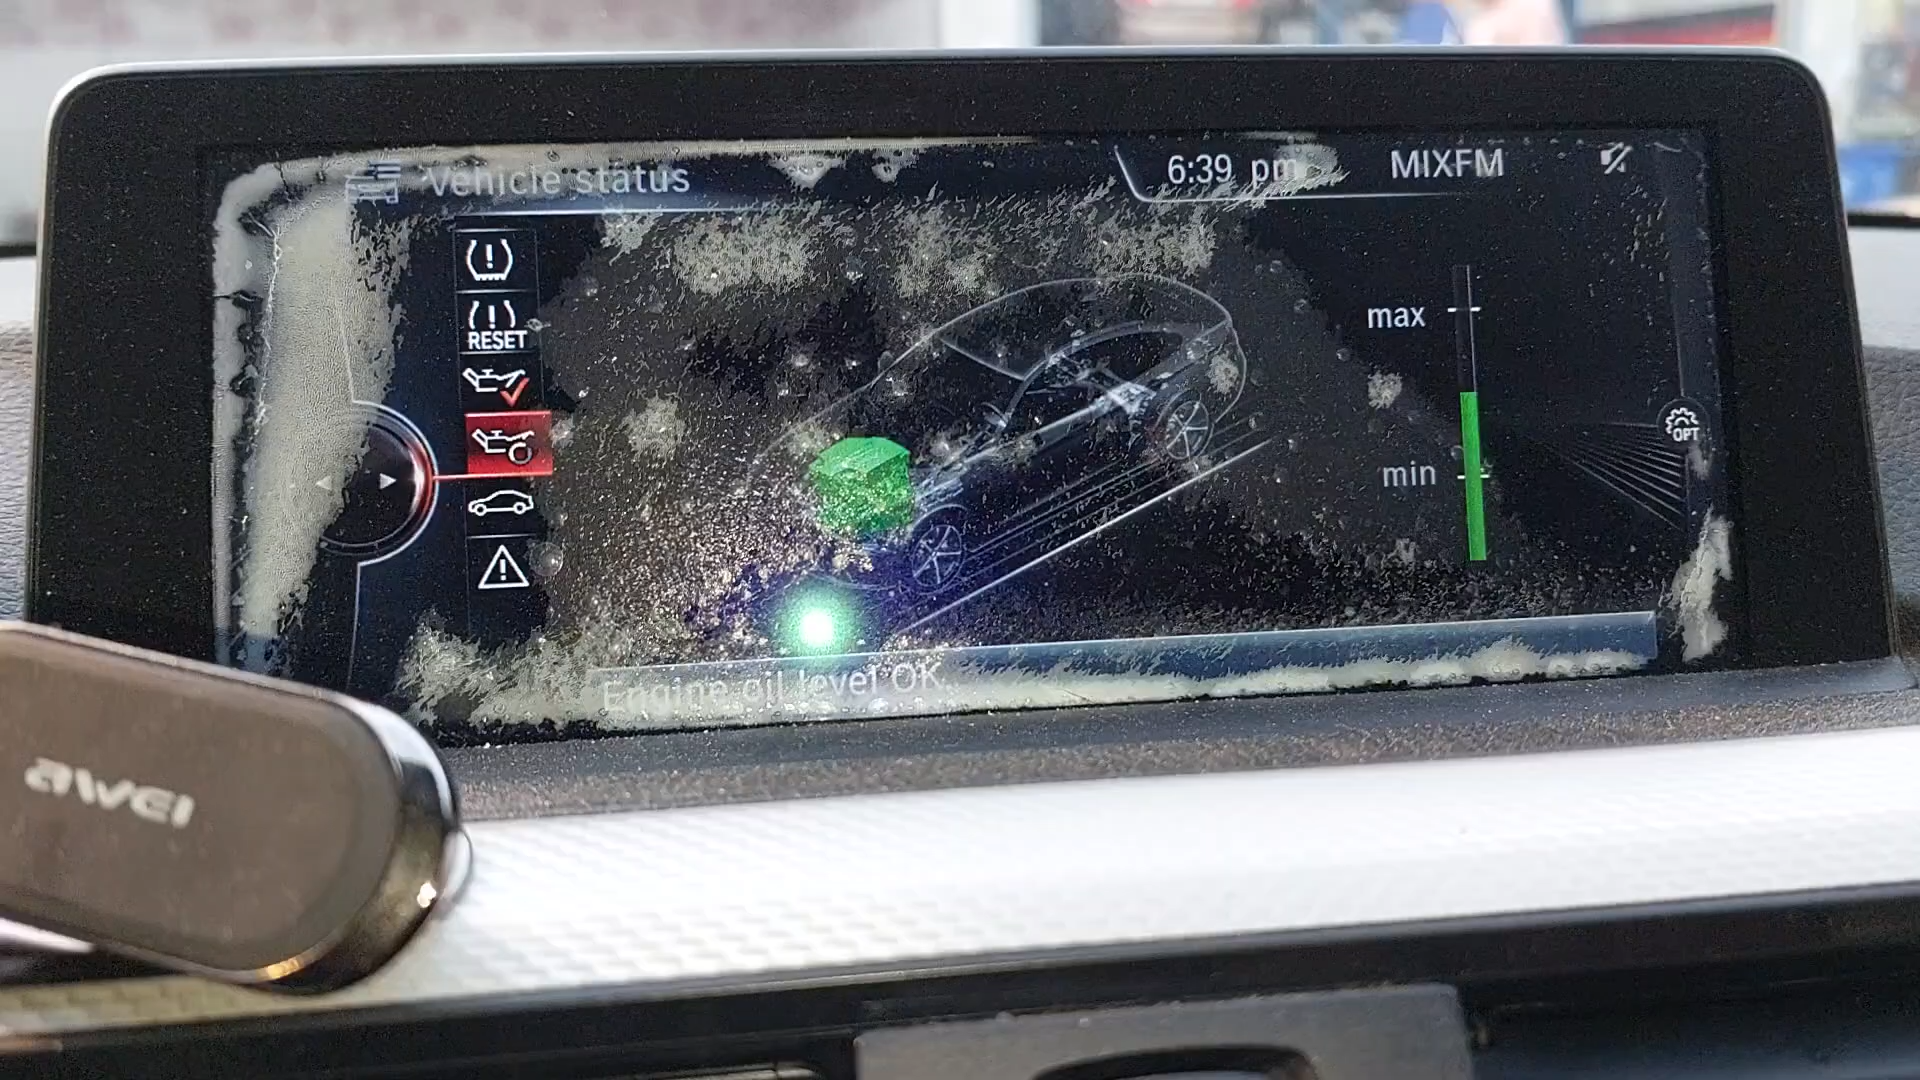 Vehicle status
6:39 pm
MIXFM
RESET
max
min
OPT
Engine oil level OK.
awei